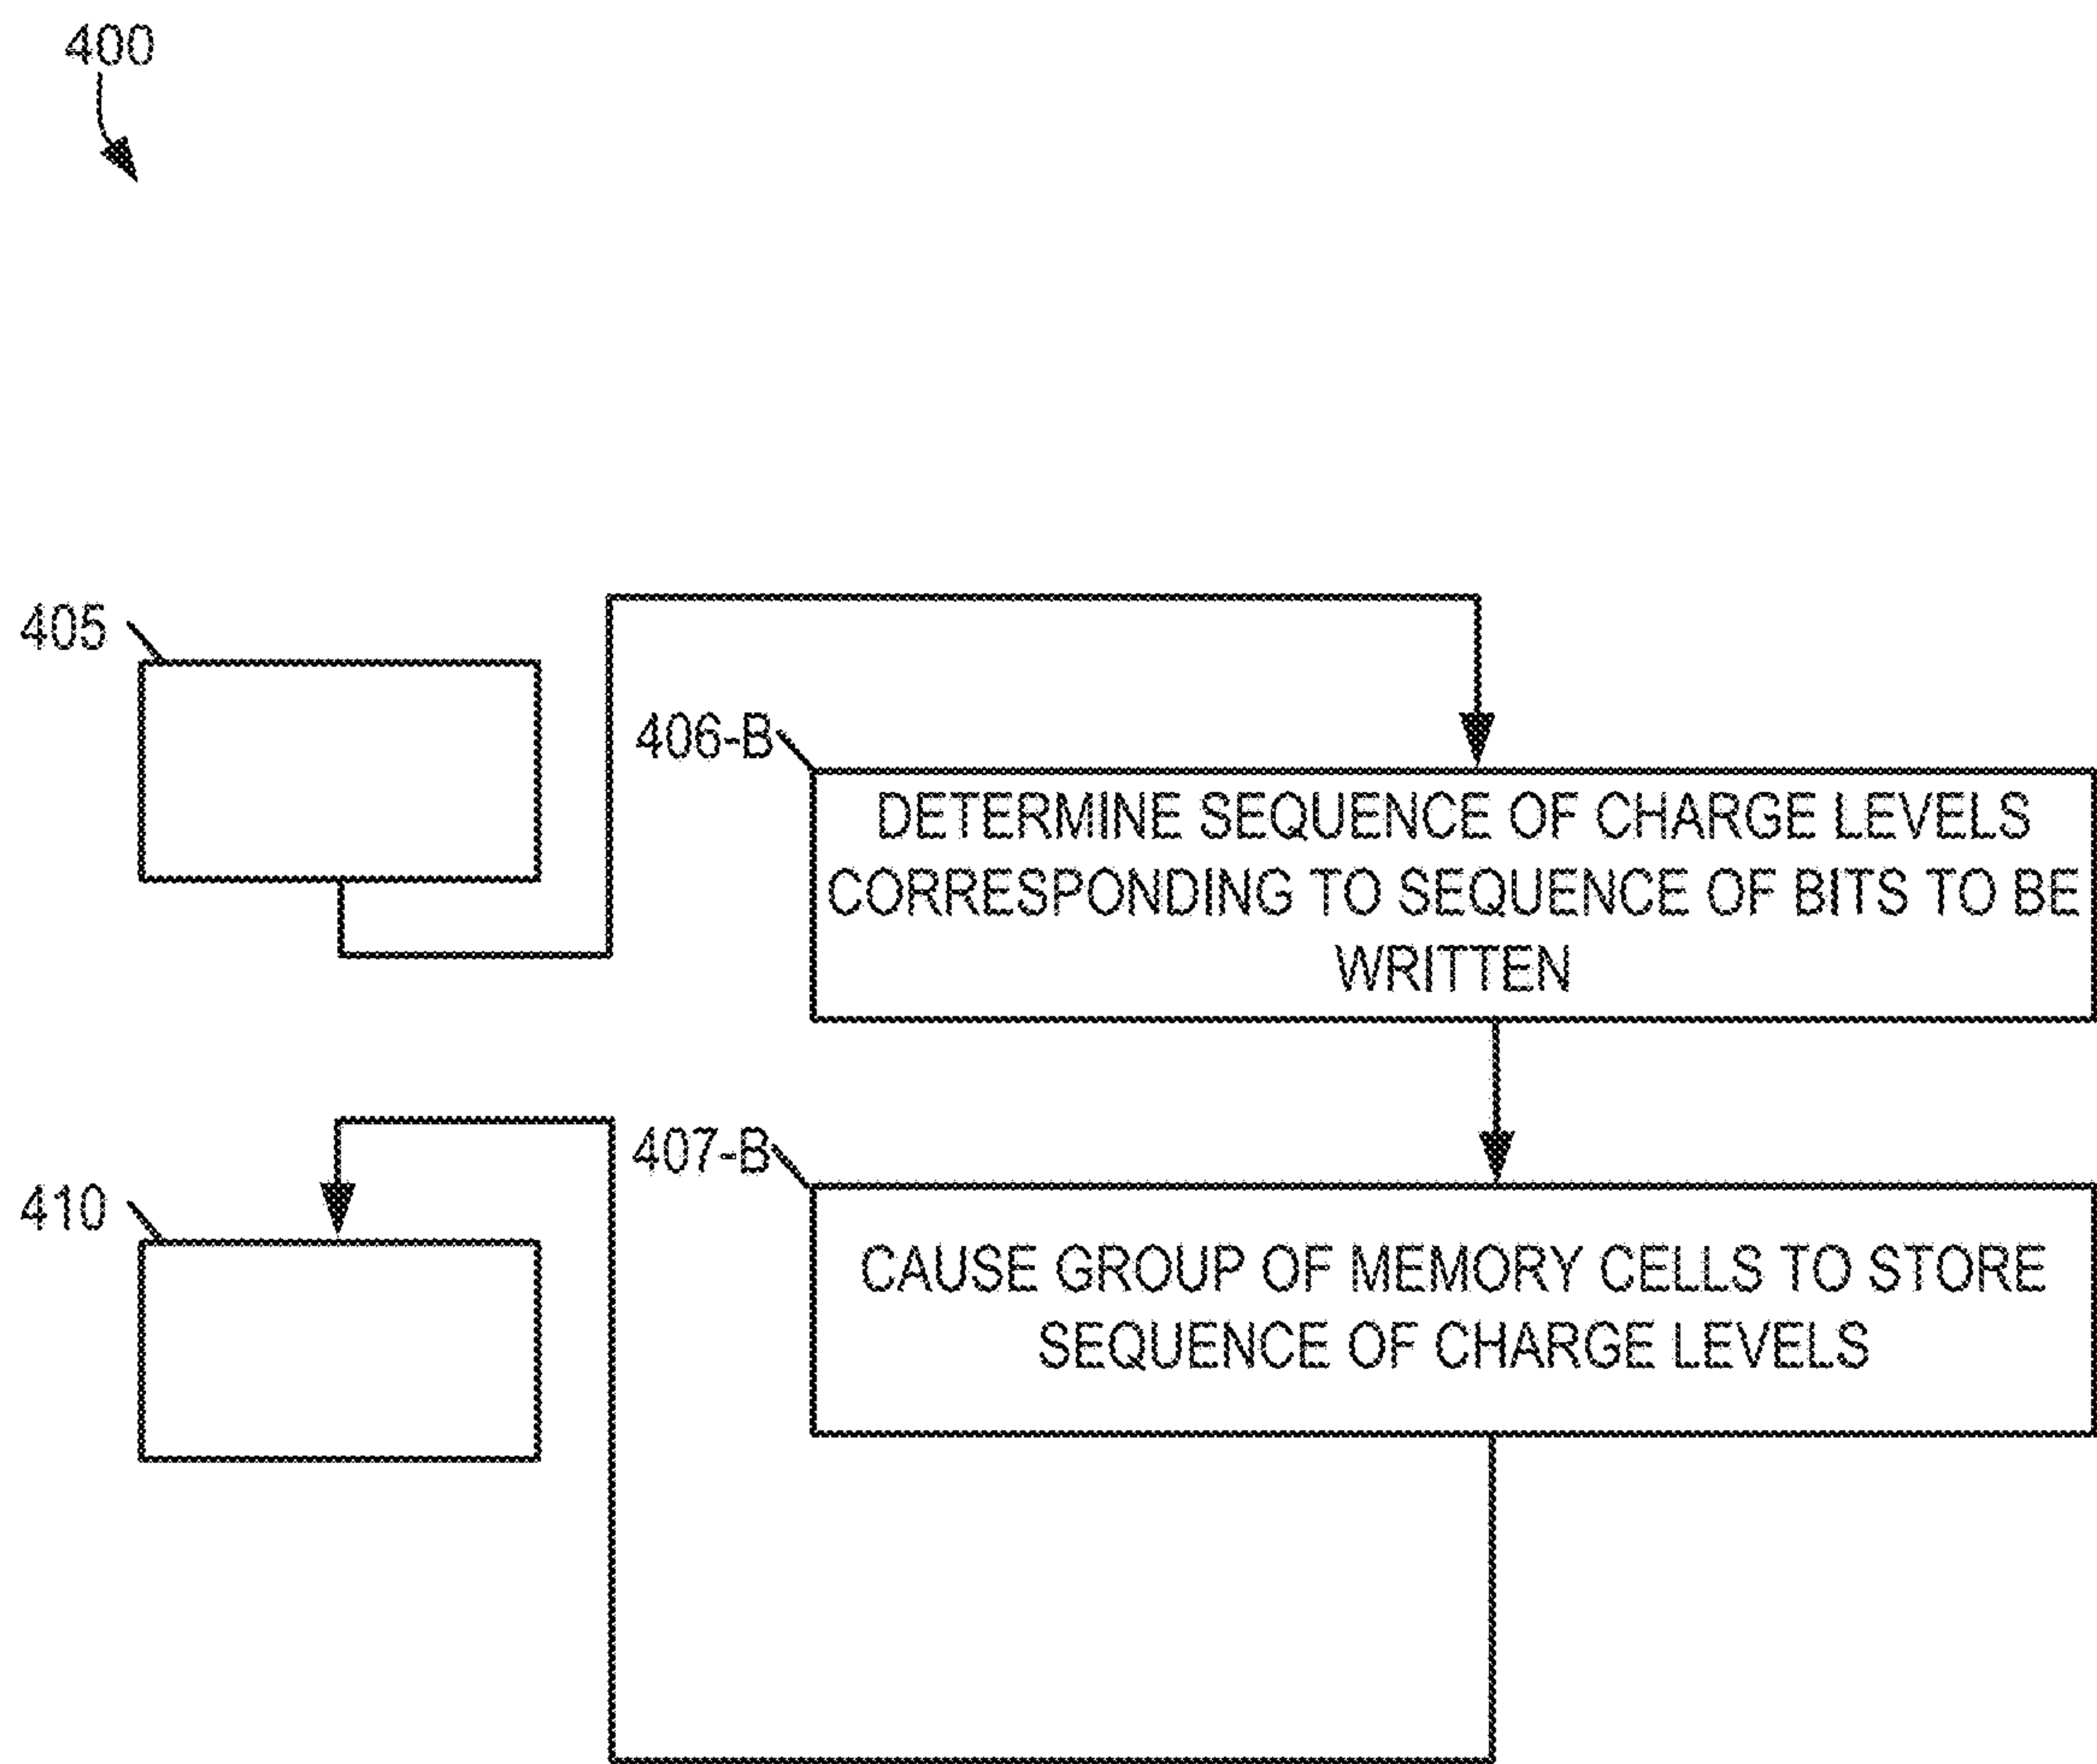 400
405
406-B
DETERMINE SEQUENCE OF CHARGE LEVELS
CORRESPONDING TO SEQUENCE OF BITS TO BE
WRITTEN
407-B
410
CAUSE GROUP OF MEMORY CELLS TO STORE
SEQUENCE OF CHARGE LEVELS